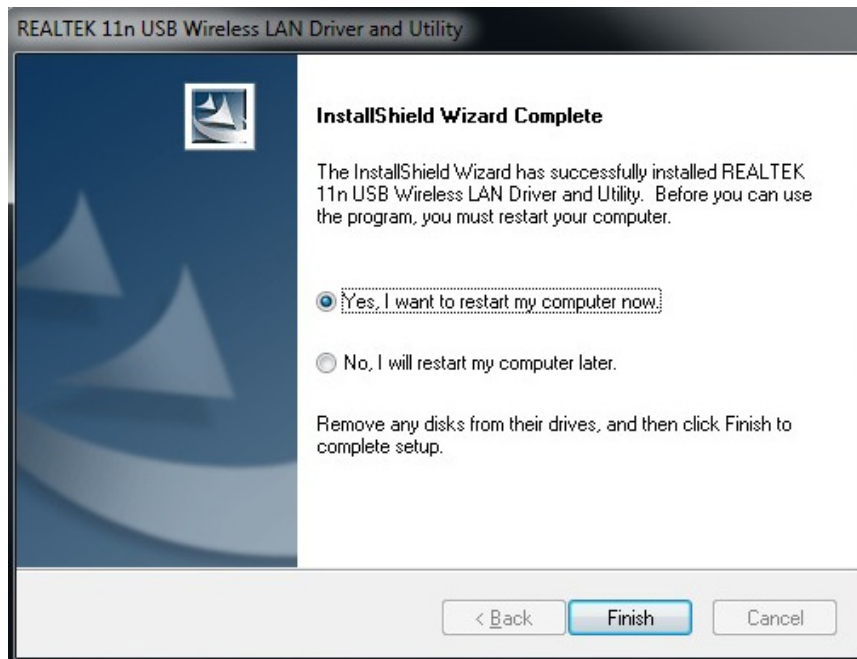 REALTEK 11n USB Wireless LAN Driver and Utility
InstallShield Wizard Complete
The InstallShield Wizard has successfully installed REALTEK
11n USB Wireless LAN Driver and Utility.  Before you can use
the program, you must restart your computer.
Yes, I want to restart my computer now.
No, I will restart my computer later.
Remove any disks from their drives, and then click Finish to
complete setup.
< Back Finish Cancel